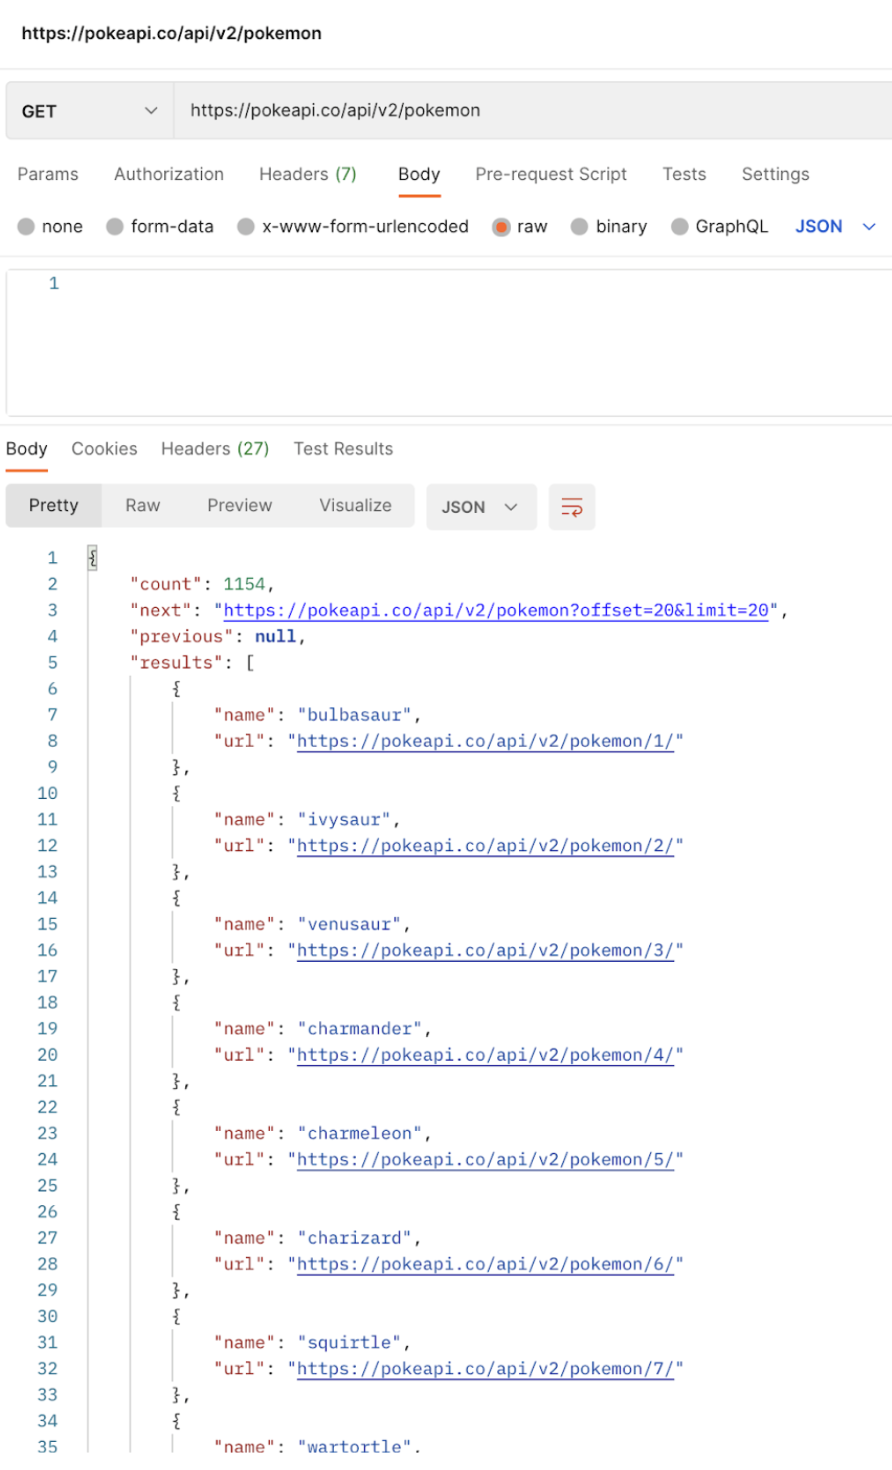 https://pokeapi.co/api/v2/pokemon
GET https://pokeapi.co/api/v2/pokemon
Params Authorization Headers (7) Body Pre-request Script Tests Settings
none form-data x-www-form-urlencoded raw binary GraphQL JSON
1
Body Cookies Headers (27) Test Results
Pretty Raw Preview Visualize JSON
1 {
2 "count": 1154,
3 "next": "https://pokeapi.co/api/v2/pokemon?offset=20&limit=20",
4 "previous": null,
5 "results": [
6 {
7 "name": "bulbasaur",
8 "url": "https://pokeapi.co/api/v2/pokemon/1/"
9 },
10 {
11 "name": "ivysaur",
12 "url": "https://pokeapi.co/api/v2/pokemon/2/"
13 },
14 {
15 "name": "venusaur",
16 "url": "https://pokeapi.co/api/v2/pokemon/3/"
17 },
18 {
19 "name": "charmander",
20 "url": "https://pokeapi.co/api/v2/pokemon/4/"
21 },
22 {
23 "name": "charmeleon",
24 "url": "https://pokeapi.co/api/v2/pokemon/5/"
25 },
26 {
27 "name": "charizard",
28 "url": "https://pokeapi.co/api/v2/pokemon/6/"
29 },
30 {
31 "name": "squirtle",
32 "url": "https://pokeapi.co/api/v2/pokemon/7/"
33 },
34 {
35 "name": "wartortle",